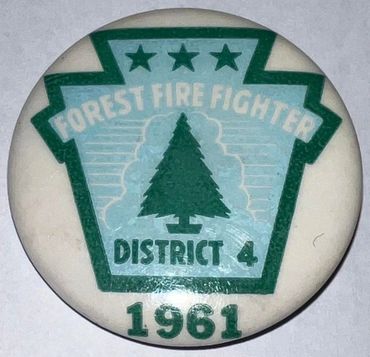 FOREST FIRE FIGHTER
DISTRICT 4
1961